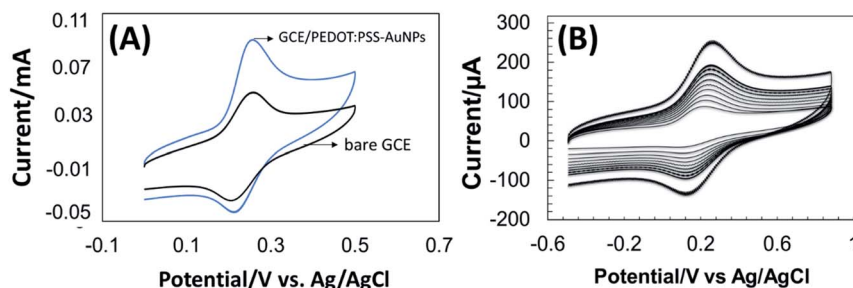 (A)
GCE/PEDOT:PSS-AuNPs
bare GCE
Current/mA
0.11
0.07
0.03
-0.01
-0.05
-
-0.1
0.1
0.3
0.5
0.7
Potential/V vs. Ag/AgCl
(B)
Current/µA
300
200
100
0
-100
-200
-0.6
-0.2
0.2
0.6
1
Potential/V vs Ag/AgCl